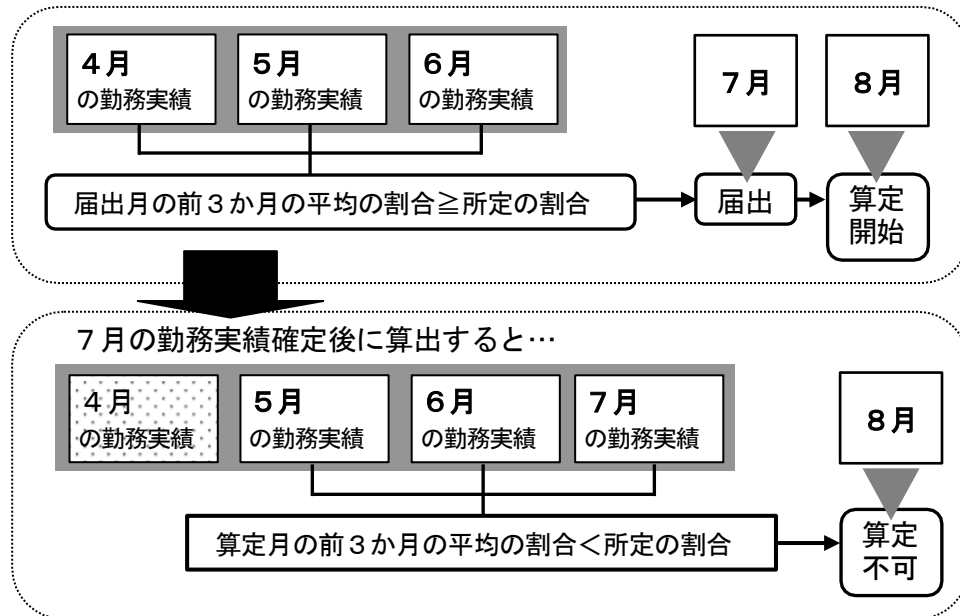 4月
の勤務実績
5月
の勤務実績
6月
の勤務実績
7月
8月
届出月の前3か月の平均の割合≧所定の割合
届出
算定
開始
7月の勤務実績確定後に算出すると…
4月
の勤務実績
5月
の勤務実績
6月
の勤務実績
7月
の勤務実績
8月
算定月の前3か月の平均の割合<所定の割合
算定
不可